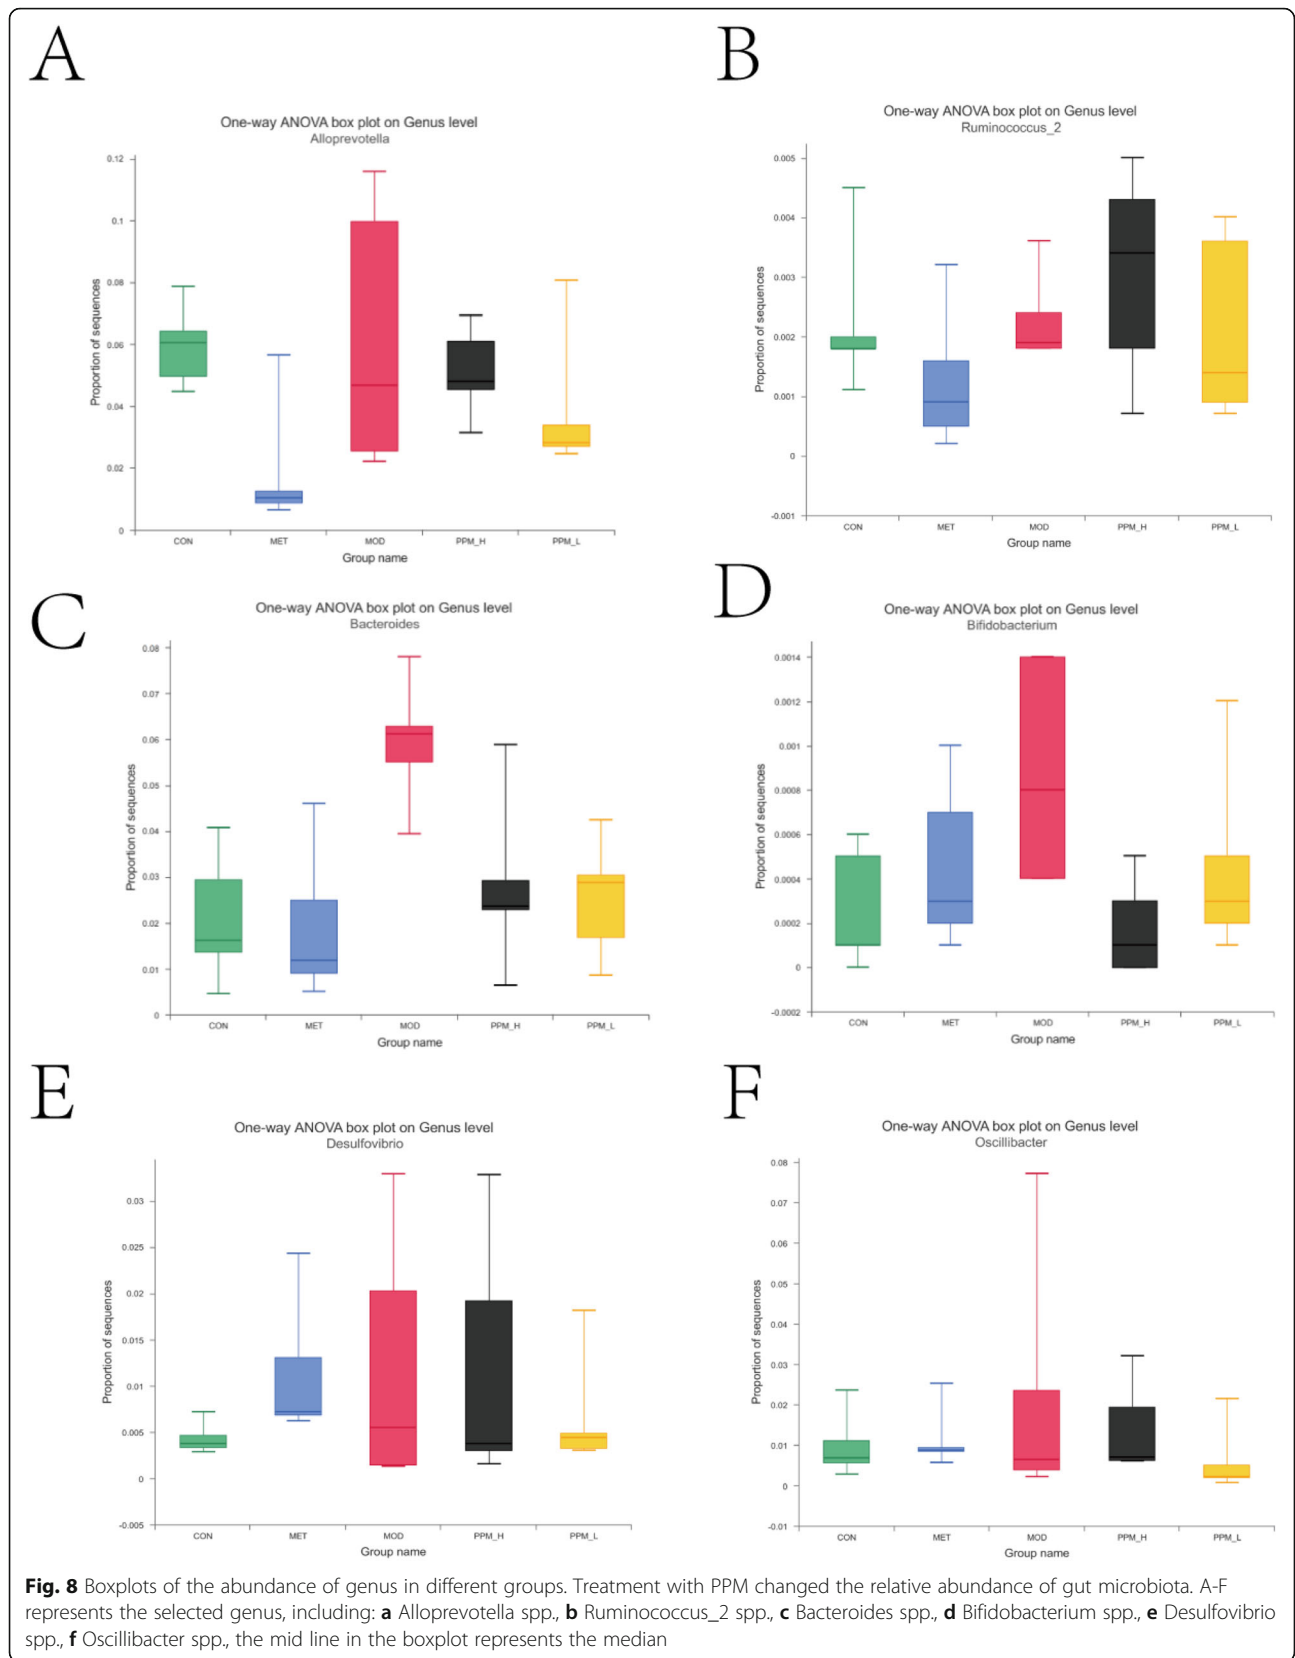 A
One-way ANOVA box plot on Genus level
Alloprevotella
Proportion of sequences
0.12
0.1
0.08
0.06
0.04
0.02
0
CON MET MOD PPM_H PPM_L
Group name
B
One-way ANOVA box plot on Genus level
Ruminococcus_2
Proportion of sequences
0.005
0.004
0.003
0.002
0.001
0
-0.001
CON MET MOD PPM_H PPM_L
Group name
C
One-way ANOVA box plot on Genus level
Bacteroides
Proportion of sequences
0.08
0.07
0.06
0.05
0.04
0.03
0.02
0.01
0
CON MET MOD PPM_H PPM_L
Group name
D
One-way ANOVA box plot on Genus level
Bifidobacterium
Proportion of sequences
0.0014
0.0012
0.001
0.0008
0.0006
0.0004
0.0002
0
-0.0002
CON MET MOD PPM_H PPM_L
Group name
E
One-way ANOVA box plot on Genus level
Desulfovibrio
Proportion of sequences
0.03
0.025
0.02
0.015
0.01
0.005
0
-0.005
CON MET MOD PPM_H PPM_L
Group name
F
One-way ANOVA box plot on Genus level
Oscillibacter
Proportion of sequences
0.08
0.07
0.06
0.05
0.04
0.03
0.02
0.01
0
-0.01
CON MET MOD PPM_H PPM_L
Group name
Fig. 8 Boxplots of the abundance of genus in different groups. Treatment with PPM changed the relative abundance of gut microbiota. A-F
represents the selected genus, including: a Alloprevotella spp., b Ruminococcus_2 spp., c Bacteroides spp., d Bifidobacterium spp., e Desulfovibrio
spp., f Oscillibacter spp., the mid line in the boxplot represents the median